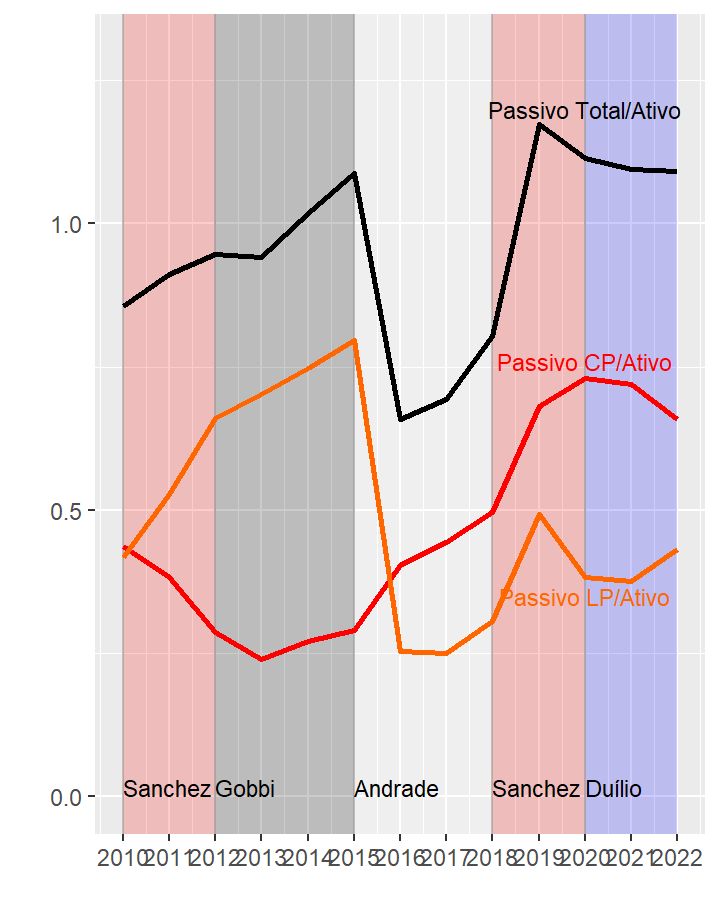 Passivo Total/Ativo
1.0
Passivo CP/Ativo
0.5
Passivo LP/Ativo
0.0
Sanchez Gobbi Andrade Sanchez Duílio
2010 2011 2012 2013 2014 2015 2016 2017 2018 2019 2020 2021 2022